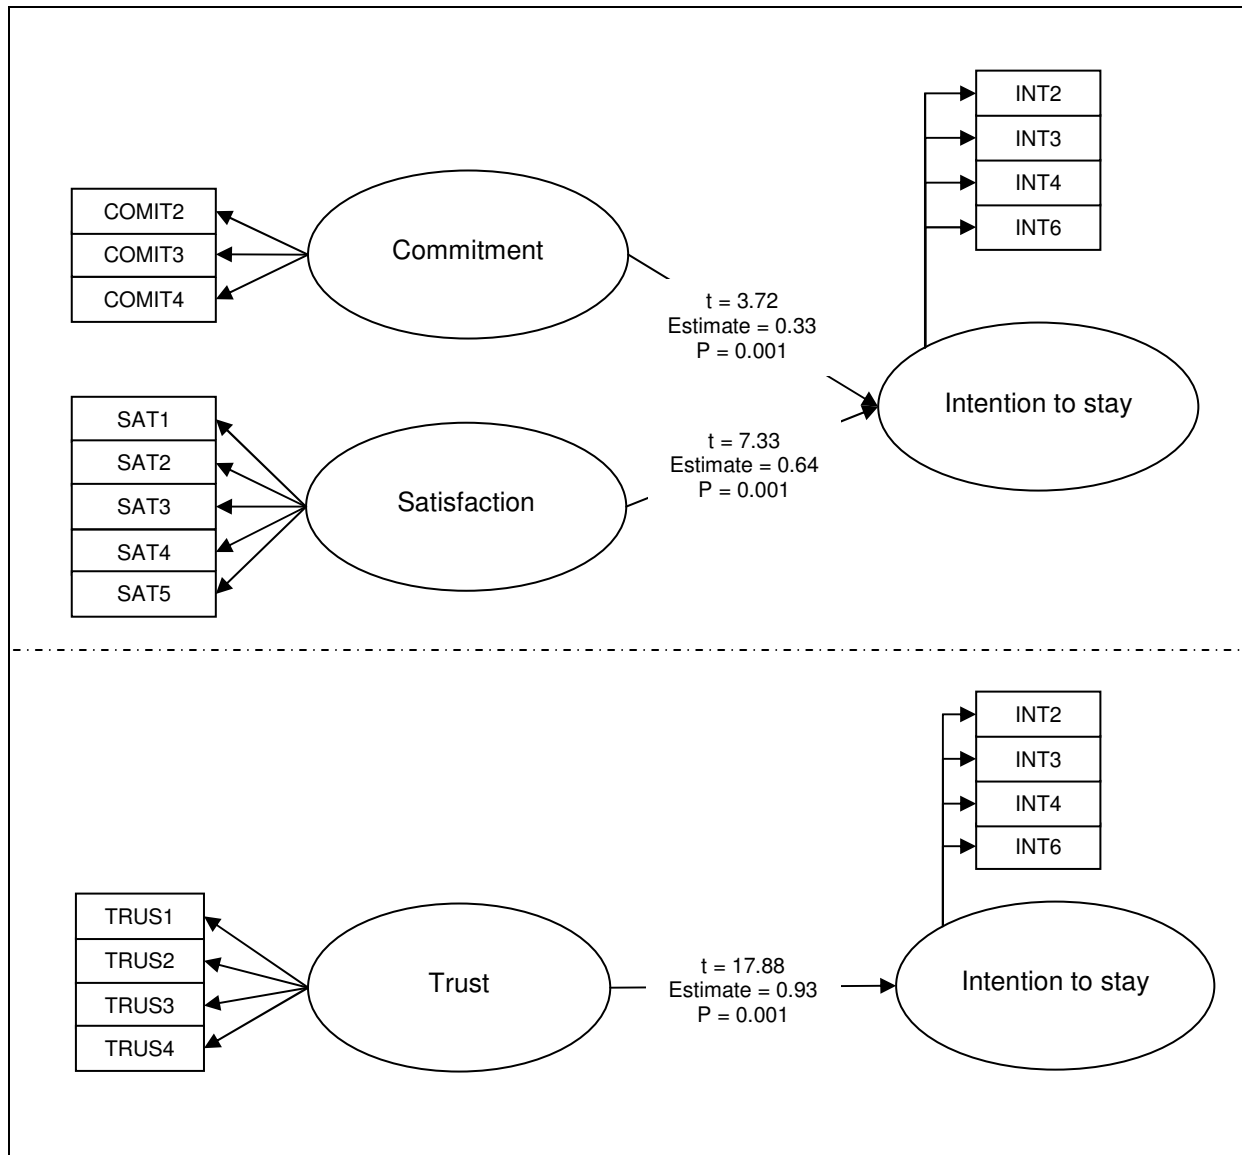 INT2
INT3
INT4
INT6
COMIT2
COMIT3
COMIT4
Commitment
t = 3.72
Estimate = 0.33
P = 0.001
Intention to stay
SAT1
SAT2
SAT3
SAT4
SAT5
Satisfaction
t = 7.33
Estimate = 0.64
P = 0.001
INT2
INT3
INT4
INT6
TRUS1
TRUS2
TRUS3
TRUS4
Trust
t = 17.88
Estimate = 0.93
P = 0.001
Intention to stay